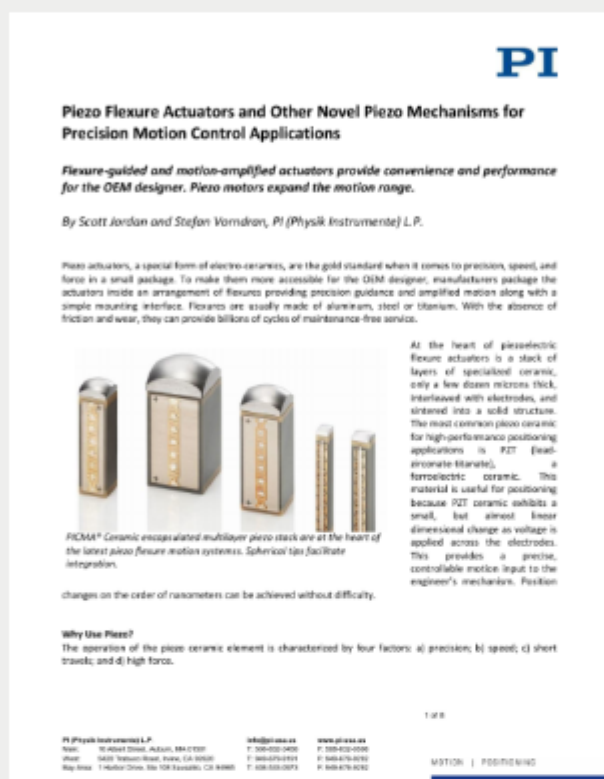 PI
Piezo Flexure Actuators and Other Novel Piezo Mechanisms for
Precision Motion Control Applications
Flexure-guided and motion-amplified actuators provide convenience and performance
for the OEM designer. Piezo motors expand the motion range.
By Scott Jordan and Stefan Vorndran, PI (Physik Instrumente) L.P.
Piezo actuators, a special form of electro-ceramics, are the gold standard when it comes to precision, speed, and
force in a small package. To make them more accessible for the OEM designer, manufacturers package the
actuators inside an arrangement of flexures providing precision guidance and amplified motion along with a
simple mounting interface. Flexures are usually made of aluminum, steel or titanium. With the absence of
friction and wear, they can provide billions of cycles of maintenance-free service.
At the heart of piezoelectric
flexure actuators is a stack of
layers of specialized ceramic,
only a few dozen microns thick,
interleaved with electrodes, and
sintered into a solid structure.
The most common piezo ceramic
for high-performance positioning
applications is PZT (lead-
zirconate-titanate), a
ferroelectric ceramic. This
material is useful for positioning
because PZT ceramic exhibits a
small, but almost linear
dimensional change as voltage is
applied across the electrodes.
This provides a precise,
controllable motion input to the
engineer's mechanism. Position
PICMA® Ceramic encapsulated multilayer piezo stack are at the heart of
the latest piezo flexure motion systems. Spherical tips facilitate
integration.
changes on the order of nanometers can be achieved without difficulty.
Why Use Piezo?
The operation of the piezo ceramic element is characterized by four factors: a) precision; b) speed; c) short
travels; and d) high force.
1 of 8
PI (Physik Instrumente) L.P. info@pi-usa.us www.pi-usa.us
MOTION | POSITIONING